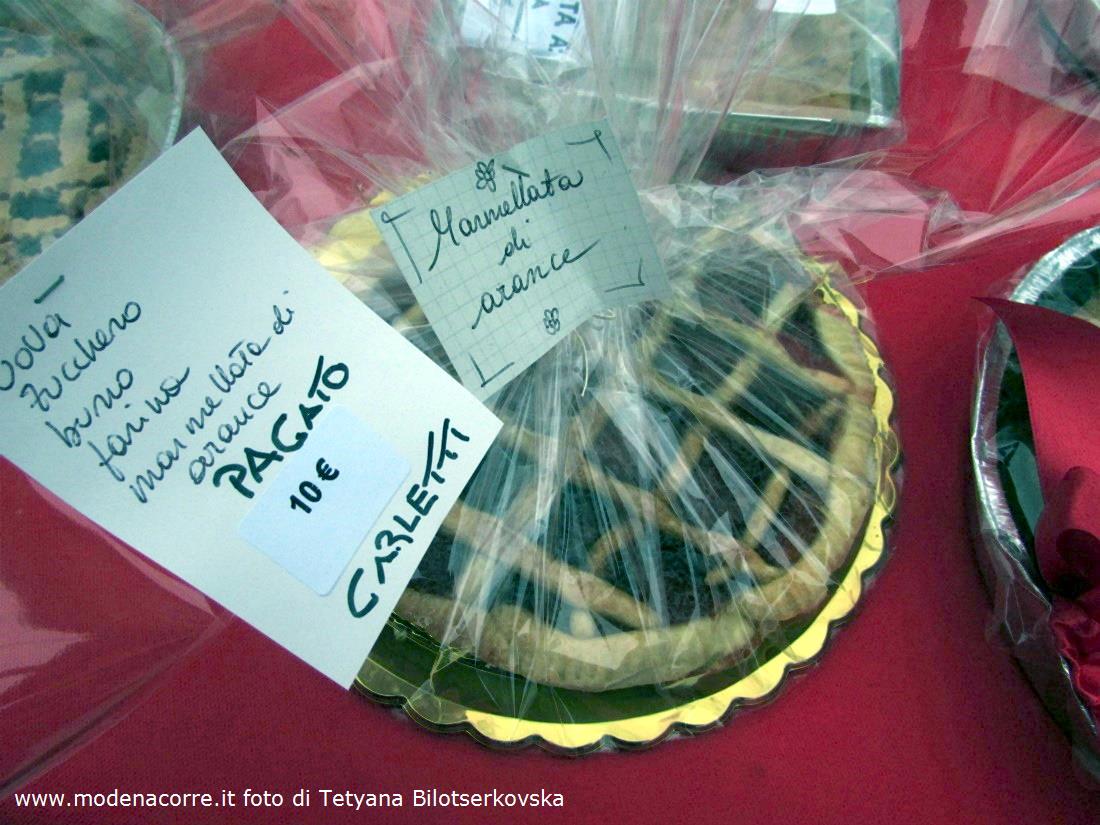 Marmellata
di
arance
uova
zucchero
burro
farina
marmellata di
arance
PAGATO
10 €
CARLETTI
TA A
www.modenacorre.it foto di Tetyana Bilotserkovska